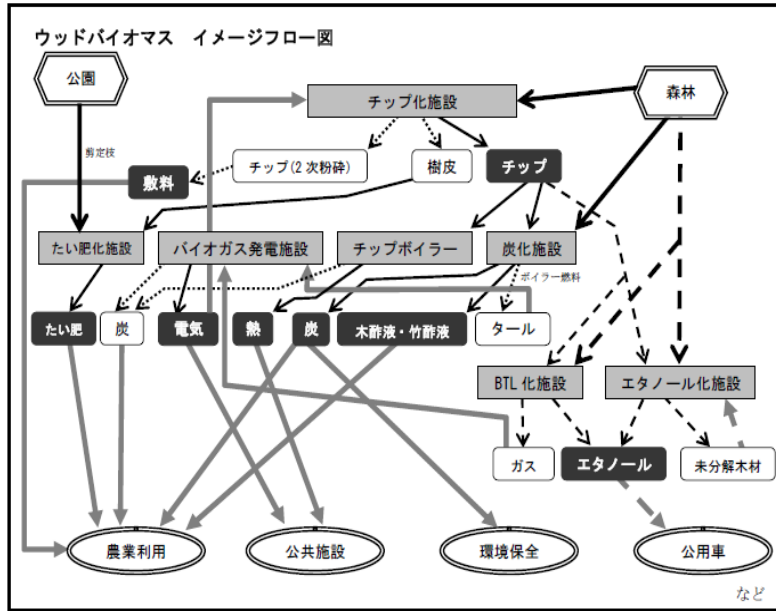 ウッドバイオマス　イメージフロー図
公園
森林
チップ化施設
剪定枝
チップ(2次粉砕)
樹皮
チップ
敷料
たい肥化施設
バイオガス発電施設
チップボイラー
炭化施設
ボイラー燃料
たい肥
炭
電気
熱
炭
木酢液・竹酢液
タール
BTL化施設
エタノール化施設
ガス
エタノール
未分解木材
農業利用
公共施設
環境保全
公用車
など